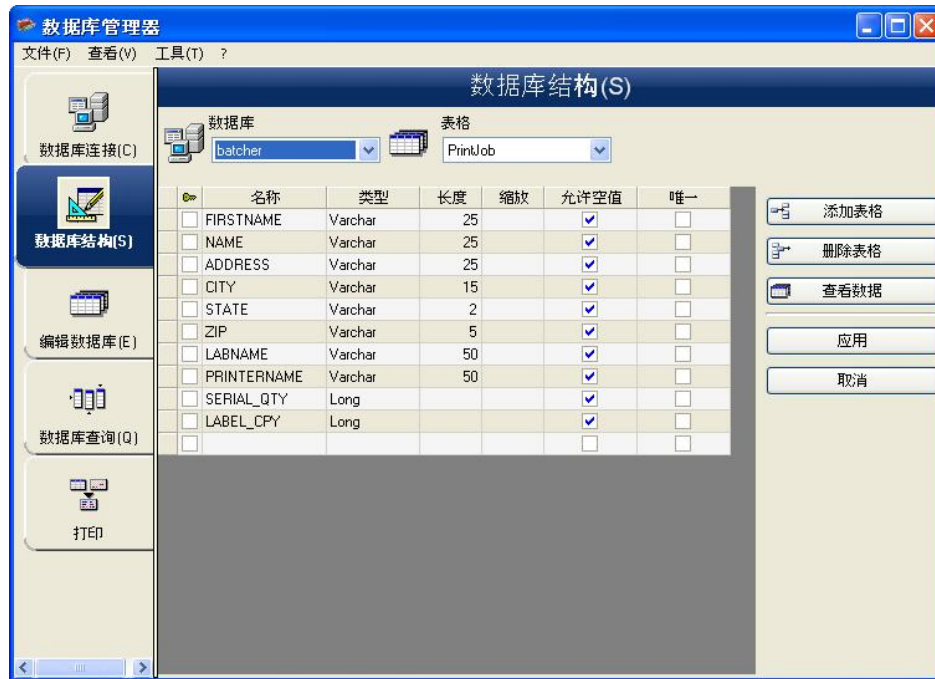 数据库管理器
文件(F) 查看(V) 工具(T) ?
数据库结构(S)
数据库连接(C)
数据库结构(S)
编辑数据库(E)
数据库查询(Q)
打印
数据库
batcher
表格
PrintJob
名称 类型 长度 缩放 允许空值 唯一
FIRSTNAME Varchar 25
NAME Varchar 25
ADDRESS Varchar 25
CITY Varchar 15
STATE Varchar 2
ZIP Varchar 5
LABNAME Varchar 50
PRINTERNAME Varchar 50
SERIAL_QTY Long
LABEL_CPY Long
添加表格
删除表格
查看数据
应用
取消